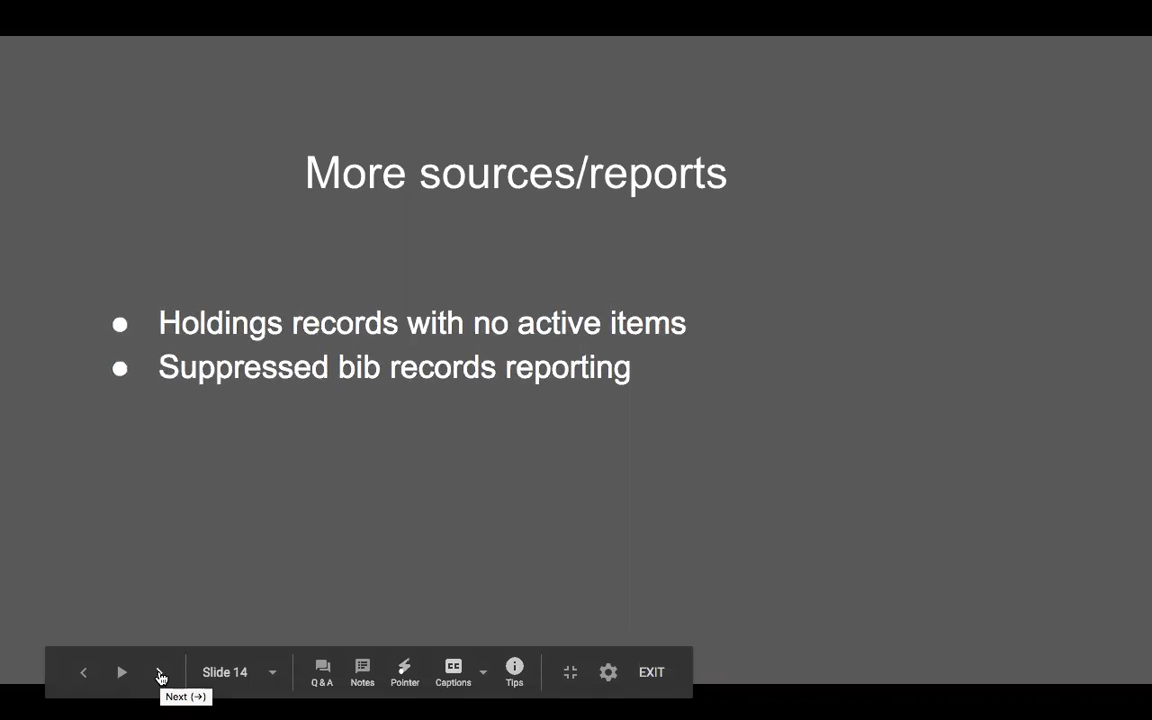 More sources/reports
● Holdings records with no active items
● Suppressed bib records reporting
Slide 14
Q & A
Notes
Pointer
CC
Captions
Tips
EXIT
Next (→)